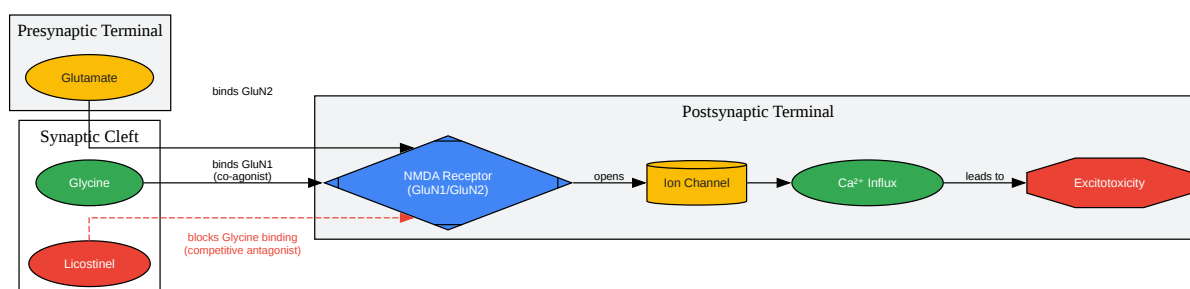 Presynaptic Terminal
Glutamate
binds GluN2
Postsynaptic Terminal
Synaptic Cleft
Glycine
binds GluN1
(co-agonist)
NMDA Receptor
(GluN1/GluN2)
opens
Ion Channel
Ca²⁺ Influx
leads to
Excitotoxicity
blocks Glycine binding
(competitive antagonist)
Licostinel